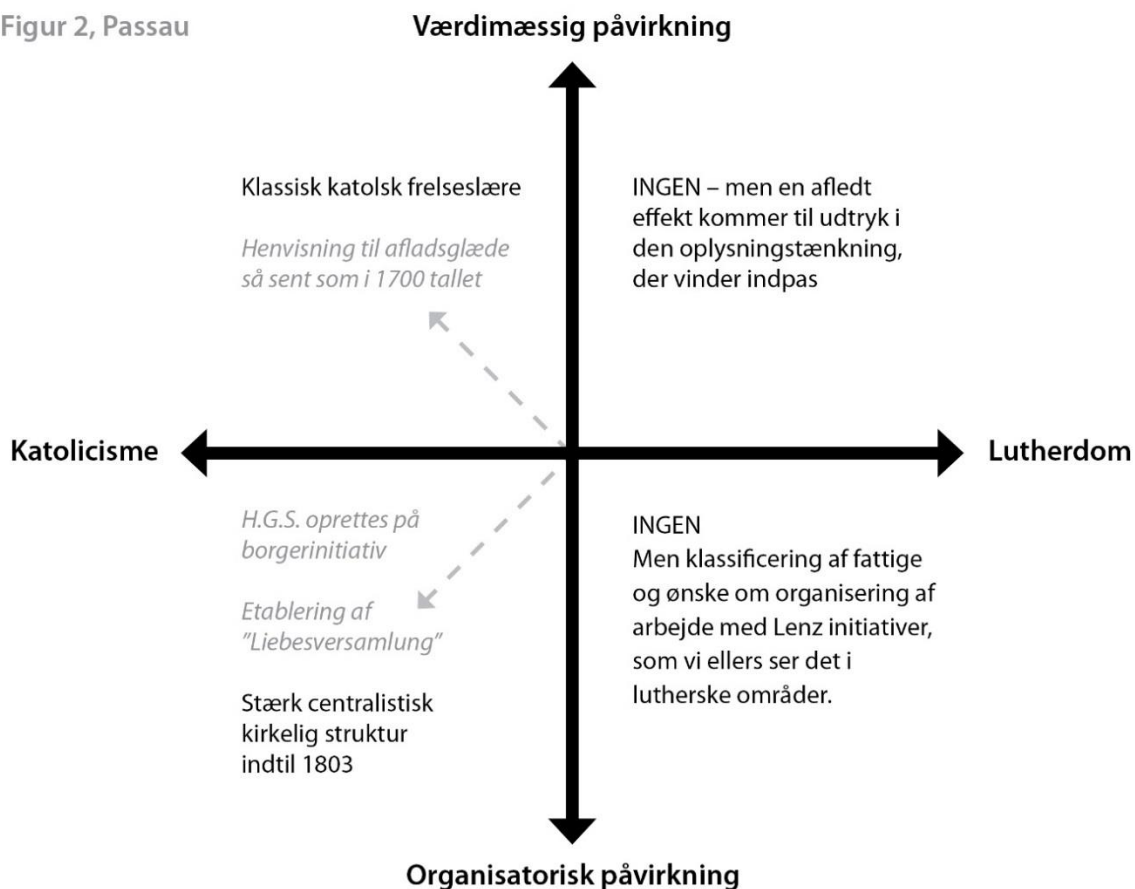 Figur 2, Passau
Værdimæssig påvirkning
Klassisk katolsk frelseslære
Henvisning til afladsglæde
så sent som i 1700 tallet
INGEN – men en afledt
effekt kommer til udtryk i
den oplysningstænkning,
der vinder indpas
Katolicisme
Lutherdom
H.G.S. oprettes på
borgerinitiativ
Etablering af
”Liebesversamlung”
Stærk centralistisk
kirkelig struktur
indtil 1803
INGEN
Men klassificering af fattige
og ønske om organisering af
arbejde med Lenz initiativer,
som vi ellers ser det i
lutherske områder.
Organisatorisk påvirkning